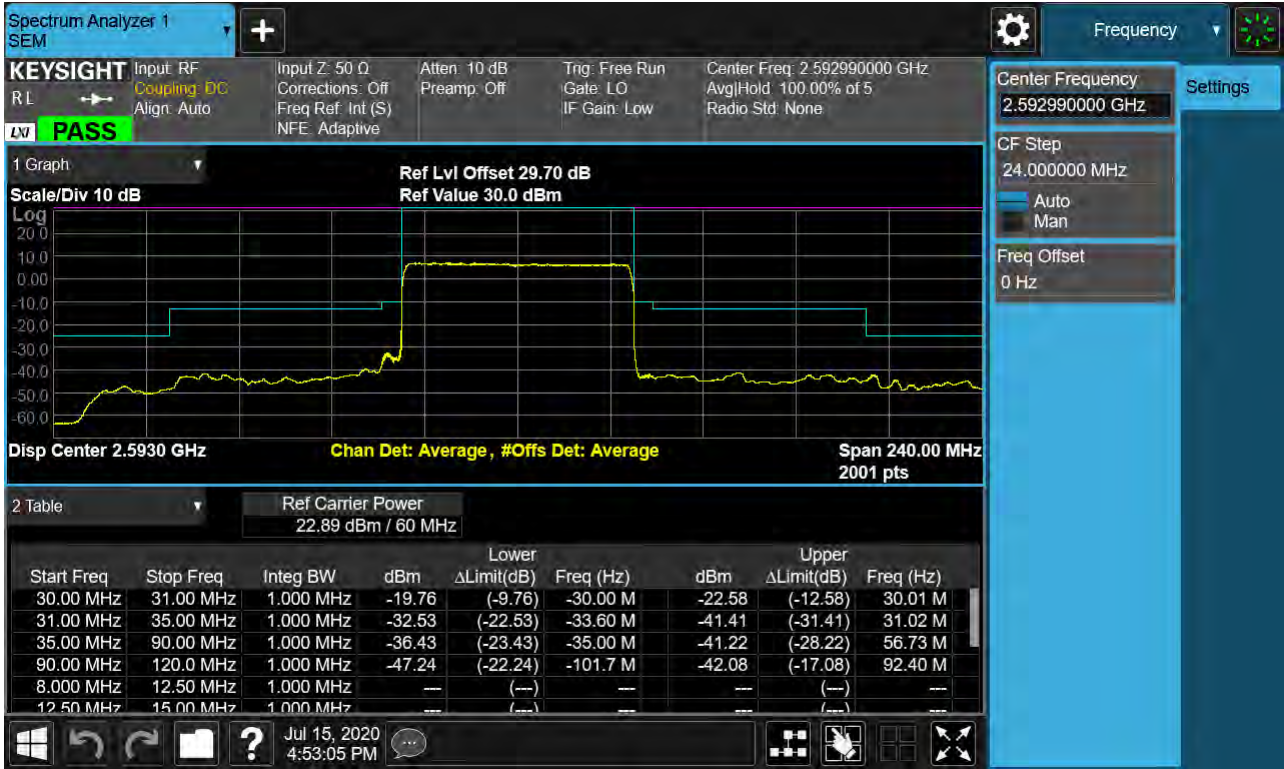 Spectrum Analyzer 1
SEM
Frequency
KEYSIGHT
R L
LXI
PASS
Input: RF
Coupling: DC
Align: Auto
Input Z: 50 Ω
Corrections: Off
Freq Ref: Int (S)
NFE: Adaptive
Atten: 10 dB
Preamp: Off
Trig: Free Run
Gate: LO
IF Gain: Low
Center Freq: 2.592990000 GHz
Avg|Hold: 100.00% of 5
Radio Std: None
Center Frequency
2.592990000 GHz
Settings
CF Step
24.000000 MHz
Auto
Man
Freq Offset
0 Hz
1 Graph
Scale/Div 10 dB
Ref Lvl Offset 29.70 dB
Ref Value 30.0 dBm
Log
20.0
10.0
0.00
-10.0
-20.0
-30.0
-40.0
-50.0
-60.0
Disp Center 2.5930 GHz
Chan Det: Average , #Offs Det: Average
Span 240.00 MHz
2001 pts
2 Table
Ref Carrier Power
22.89 dBm / 60 MHz
Lower Upper
Start Freq Stop Freq Integ BW dBm ΔLimit(dB) Freq (Hz) dBm ΔLimit(dB) Freq (Hz)
30.00 MHz 31.00 MHz 1.000 MHz -19.76 (-9.76) -30.00 M -22.58 (-12.58) 30.01 M
31.00 MHz 35.00 MHz 1.000 MHz -32.53 (-22.53) -33.60 M -41.41 (-31.41) 31.02 M
35.00 MHz 90.00 MHz 1.000 MHz -36.43 (-23.43) -35.00 M -41.22 (-28.22) 56.73 M
90.00 MHz 120.0 MHz 1.000 MHz -47.24 (-22.24) -101.7 M -42.08 (-17.08) 92.40 M
8.000 MHz 12.50 MHz 1.000 MHz --- (---) --- --- (---) ---
12.50 MHz 15.00 MHz 1.000 MHz --- (---) --- --- (---) ---
?
Jul 15, 2020
4:53:05 PM